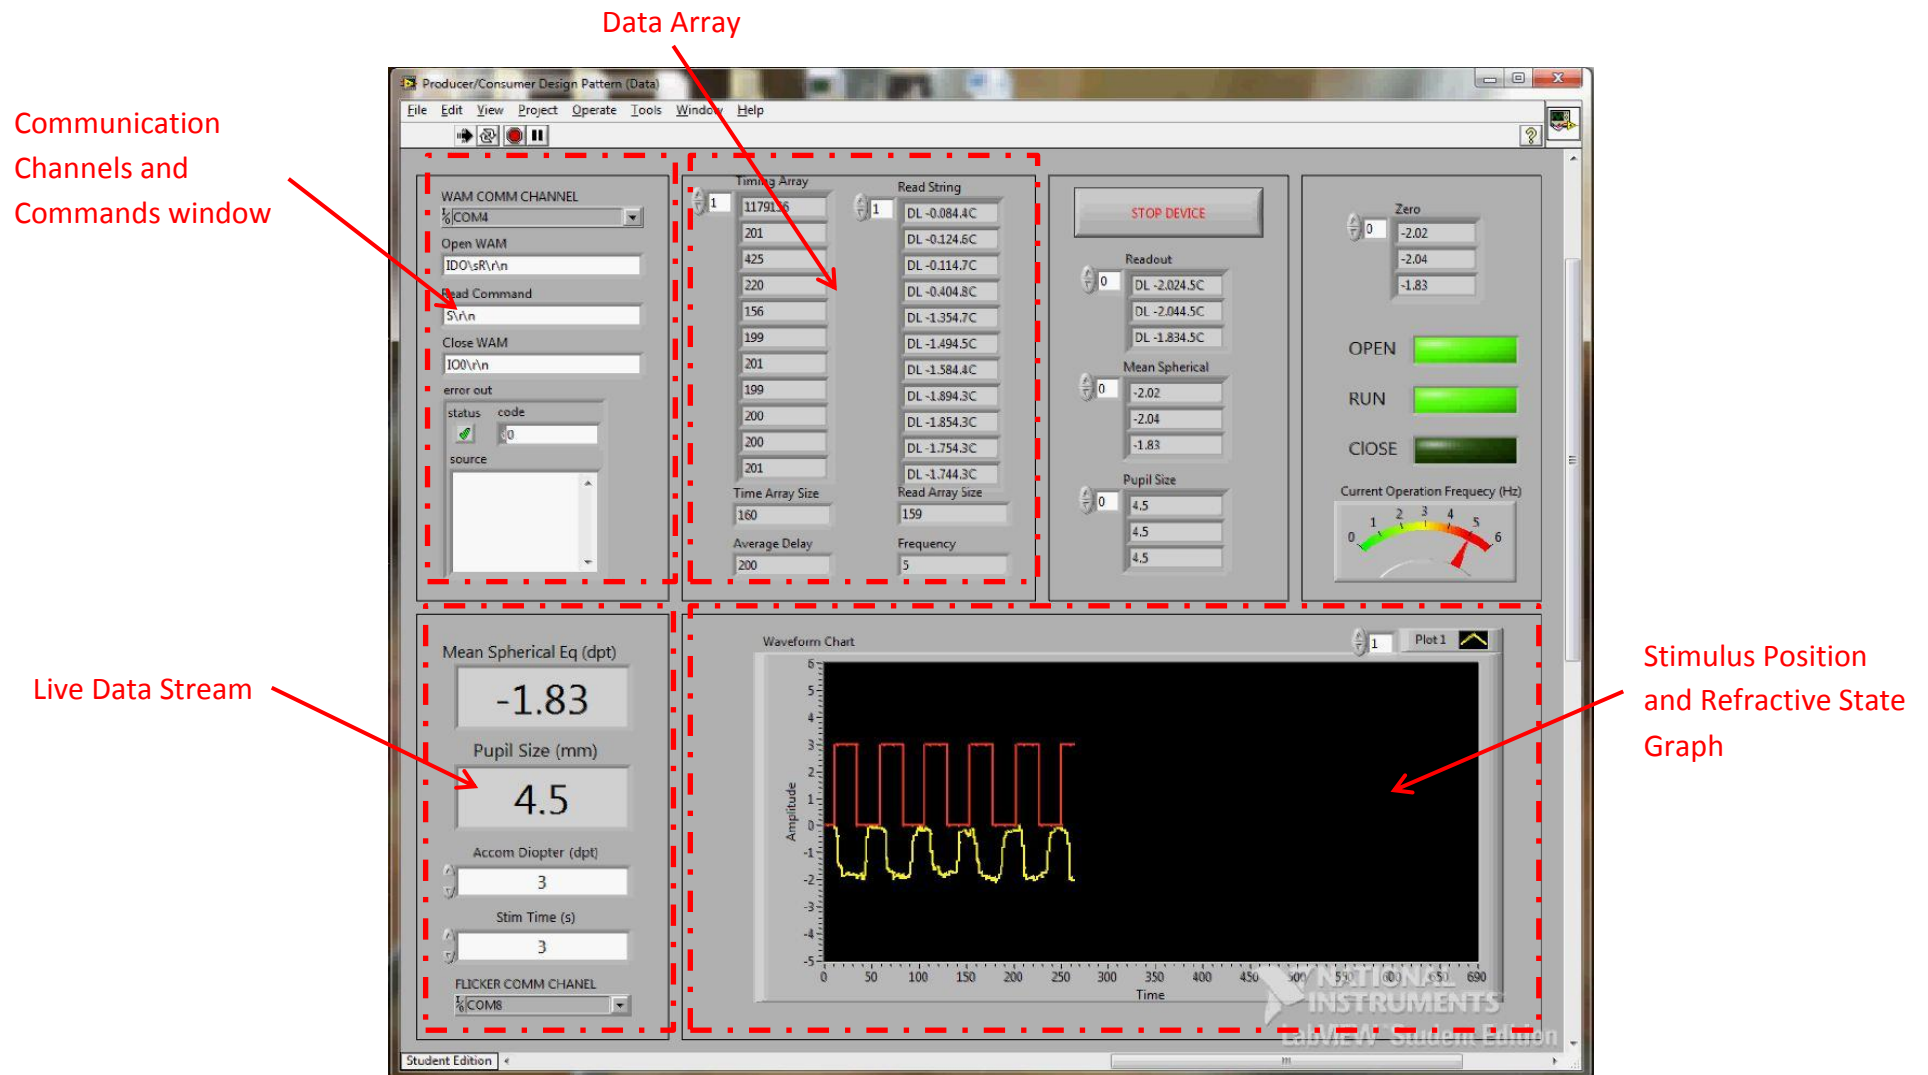 Data Array
Communication
Channels and
Commands window
Live Data Stream
Stimulus Position
and Refractive State
Graph
Producer/Consumer Design Pattern (Data)
File Edit View Project Operate Tools Window Help
WAM COMM CHANNEL
COM4
Open WAM
IDO\sR\r\n
Read Command
S\r\n
Close WAM
IO0\r\n
error out
status code
0
source
Timing Array
1
1179136
201
425
220
156
199
201
199
200
200
201
Time Array Size
160
Average Delay
200
Read String
1
DL -0.084.4C
DL -0.124.6C
DL -0.114.7C
DL -0.404.8C
DL -1.354.7C
DL -1.494.5C
DL -1.584.4C
DL -1.894.3C
DL -1.854.3C
DL -1.754.3C
DL -1.744.3C
Read Array Size
159
Frequency
5
STOP DEVICE
Readout
0
DL -2.024.5C
DL -2.044.5C
DL -1.834.5C
Mean Spherical
0
-2.02
-2.04
-1.83
Pupil Size
0
4.5
4.5
4.5
Zero
0
-2.02
-2.04
-1.83
OPEN
RUN
ClOSE
Current Operation Frequecy (Hz)
0 1 2 3 4 5 6
Mean Spherical Eq (dpt)
-1.83
Pupil Size (mm)
4.5
Accom Diopter (dpt)
3
Stim Time (s)
3
FLICKER COMM CHANEL
COM8
Waveform Chart
1
Plot 1
Amplitude
6
5
4
3
2
1
0
-1
-2
-3
-4
-5
0 50 100 150 200 250 300 350 400 450 500 550 600 650 690
Time
NATIONAL
INSTRUMENTS
LabVIEW Student Edition
Student Edition